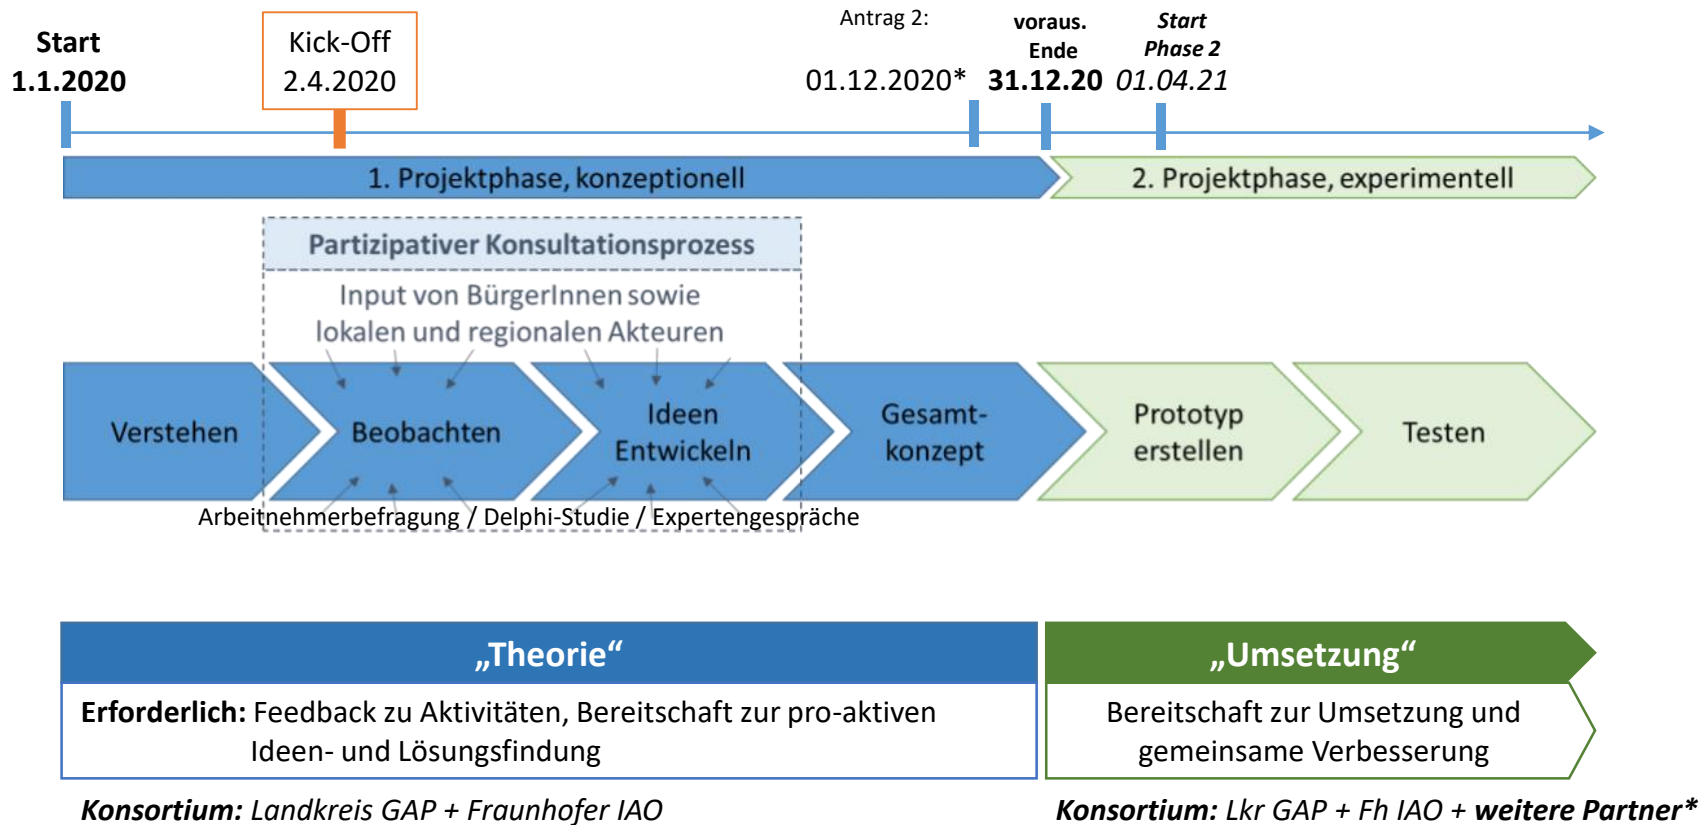 Start
1.1.2020
Kick-Off
2.4.2020
Antrag 2:
01.12.2020*
voraus.
Ende
31.12.20
Start
Phase 2
01.04.21
1. Projektphase, konzeptionell
2. Projektphase, experimentell
Partizipativer Konsultationsprozess
Input von BürgerInnen sowie
lokalen und regionalen Akteuren
Verstehen
Beobachten
Ideen
Entwickeln
Gesamt-
konzept
Prototyp
erstellen
Testen
Arbeitnehmerbefragung / Delphi-Studie / Expertengespräche
„Theorie“
Erforderlich: Feedback zu Aktivitäten, Bereitschaft zur pro-aktiven
Ideen- und Lösungsfindung
„Umsetzung“
Bereitschaft zur Umsetzung und
gemeinsame Verbesserung
Konsortium: Landkreis GAP + Fraunhofer IAO
Konsortium: Lkr GAP + Fh IAO + weitere Partner*